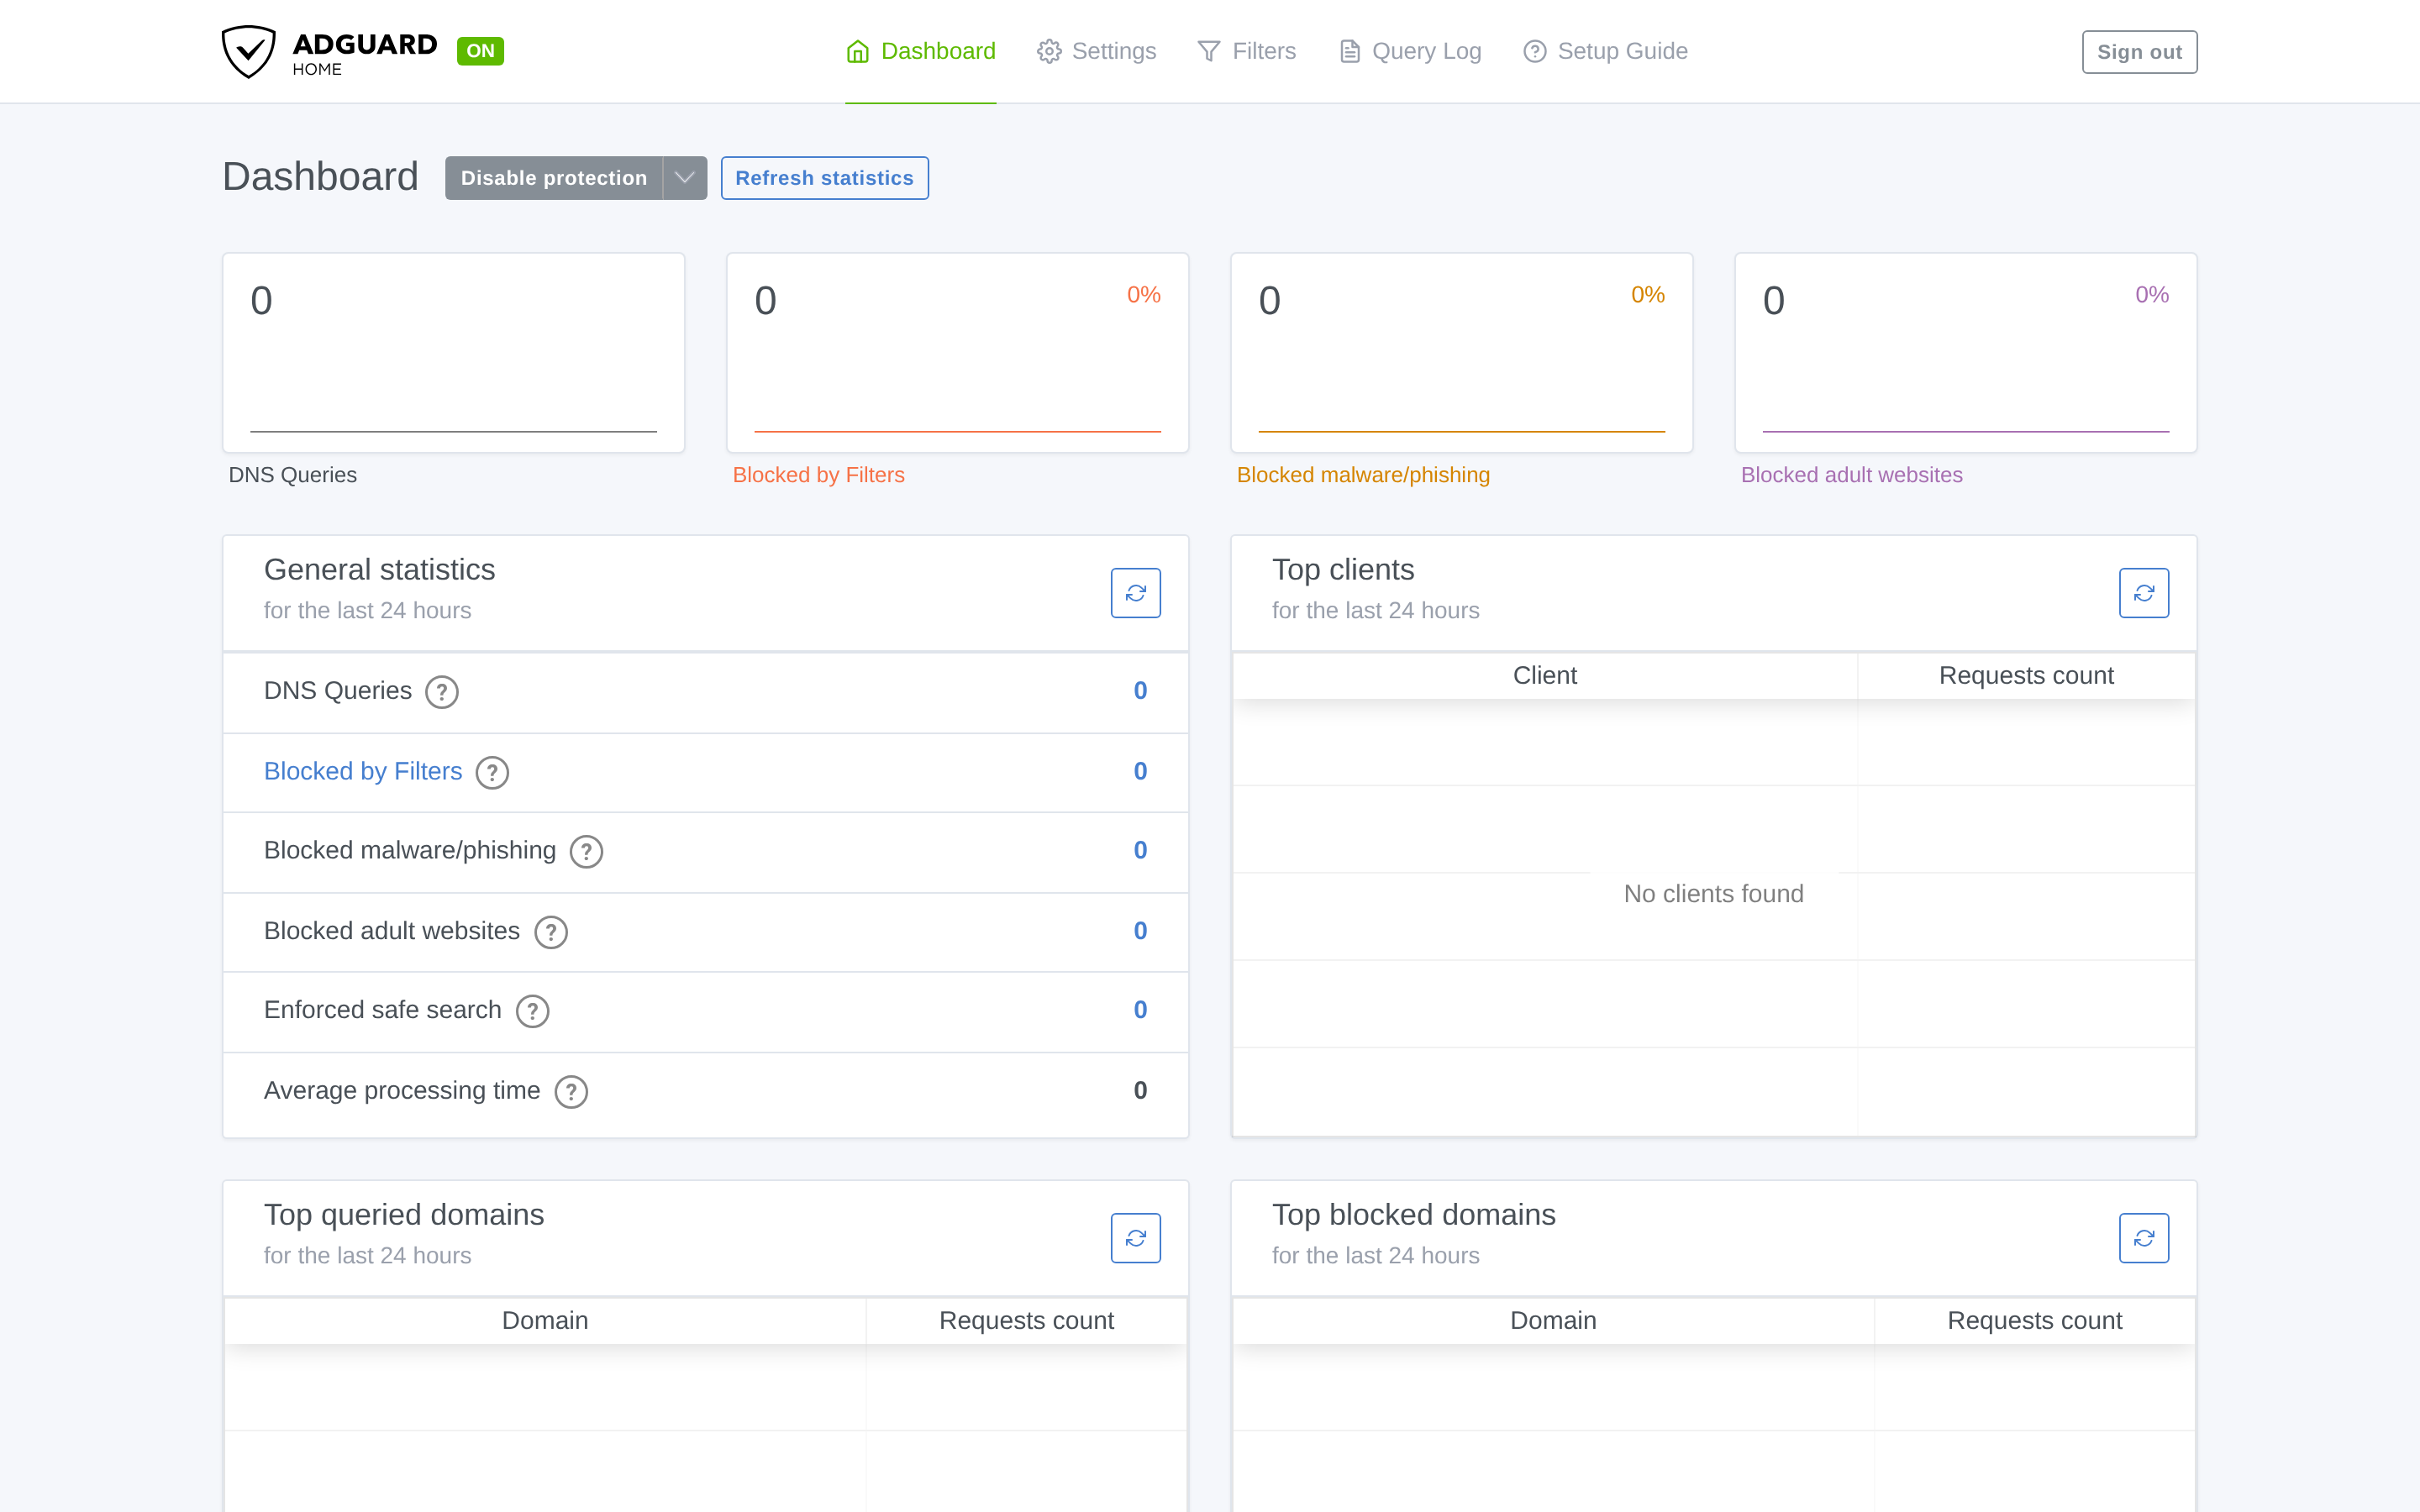 ADGUARD
HOME
ON
Dashboard
Settings
Filters
Query Log
Setup Guide
Sign out
Dashboard
Disable protection
Refresh statistics
0
DNS Queries
0
0%
Blocked by Filters
0
0%
Blocked malware/phishing
0
0%
Blocked adult websites
General statistics
for the last 24 hours
DNS Queries ? 0
Blocked by Filters ? 0
Blocked malware/phishing ? 0
Blocked adult websites ? 0
Enforced safe search ? 0
Average processing time ? 0
Top clients
for the last 24 hours
Client Requests count
No clients found
Top queried domains
for the last 24 hours
Domain Requests count
Top blocked domains
for the last 24 hours
Domain Requests count